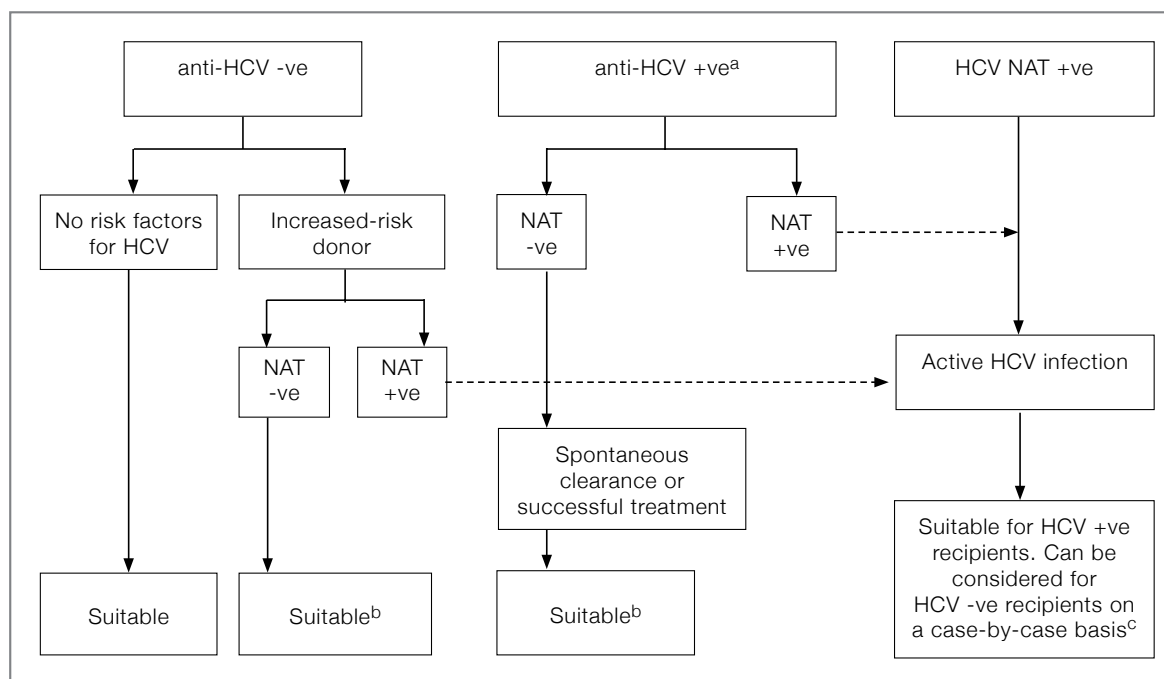 anti-HCV -ve
anti-HCV +veᵃ
HCV NAT +ve
No risk factors
for HCV
Increased-risk
donor
NAT
-ve
NAT
+ve
NAT
-ve
NAT
+ve
Active HCV infection
Spontaneous
clearance or
successful treatment
Suitable for HCV +ve
recipients. Can be
considered for
HCV -ve recipients on
a case-by-case basisᶜ
Suitable
Suitableᵇ
Suitableᵇ